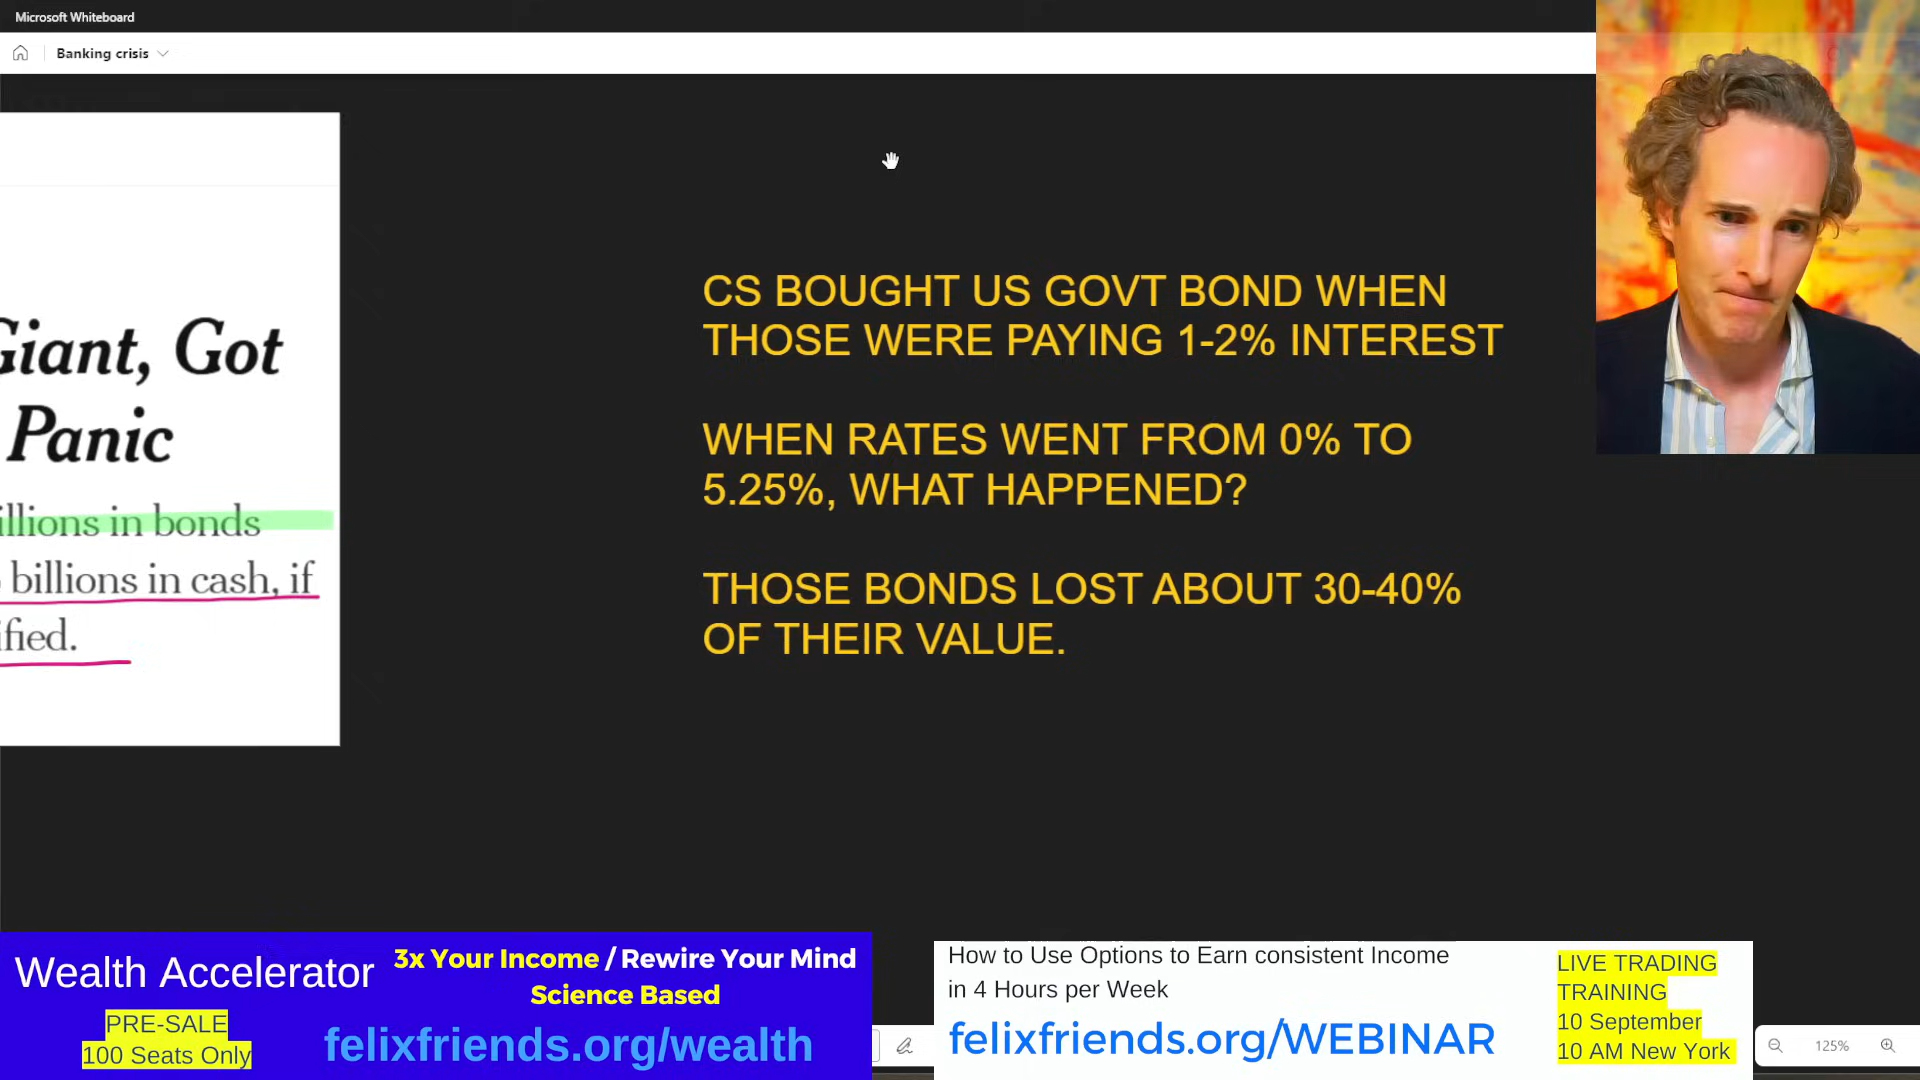 Microsoft Whiteboard
Banking crisis
Giant, Got
Panic
illions in bonds
billions in cash, if
ified.
CS BOUGHT US GOVT BOND WHEN
THOSE WERE PAYING 1-2% INTEREST
WHEN RATES WENT FROM 0% TO
5.25%, WHAT HAPPENED?
THOSE BONDS LOST ABOUT 30-40%
OF THEIR VALUE.
Wealth Accelerator
PRE-SALE
100 Seats Only
3x Your Income / Rewire Your Mind
Science Based
felixfriends.org/wealth
How to Use Options to Earn consistent Income
in 4 Hours per Week
felixfriends.org/WEBINAR
LIVE TRADING
TRAINING
10 September
10 AM New York
125%